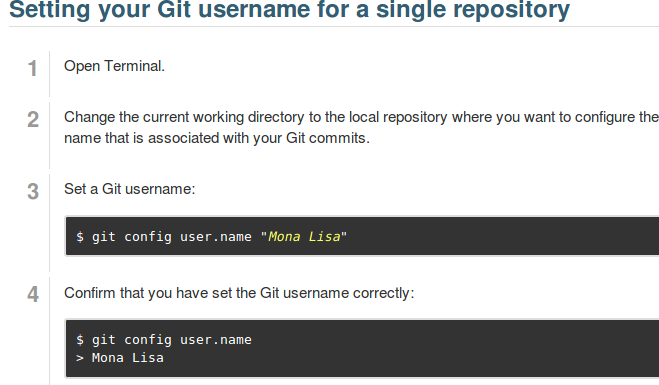 Setting your Git username for a single repository
1 Open Terminal.
2 Change the current working directory to the local repository where you want to configure the
name that is associated with your Git commits.
3 Set a Git username:
$ git config user.name "Mona Lisa"
4 Confirm that you have set the Git username correctly:
$ git config user.name
> Mona Lisa